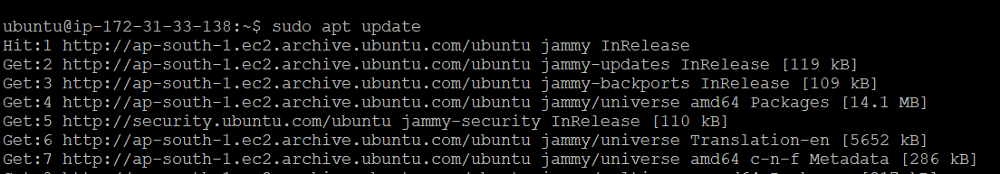 ubuntu@ip-172-31-33-138:~$ sudo apt update
Hit:1 http://ap-south-1.ec2.archive.ubuntu.com/ubuntu jammy InRelease
Get:2 http://ap-south-1.ec2.archive.ubuntu.com/ubuntu jammy-updates InRelease [119 kB]
Get:3 http://ap-south-1.ec2.archive.ubuntu.com/ubuntu jammy-backports InRelease [109 kB]
Get:4 http://ap-south-1.ec2.archive.ubuntu.com/ubuntu jammy/universe amd64 Packages [14.1 MB]
Get:5 http://security.ubuntu.com/ubuntu jammy-security InRelease [110 kB]
Get:6 http://ap-south-1.ec2.archive.ubuntu.com/ubuntu jammy/universe Translation-en [5652 kB]
Get:7 http://ap-south-1.ec2.archive.ubuntu.com/ubuntu jammy/universe amd64 c-n-f Metadata [286 kB]